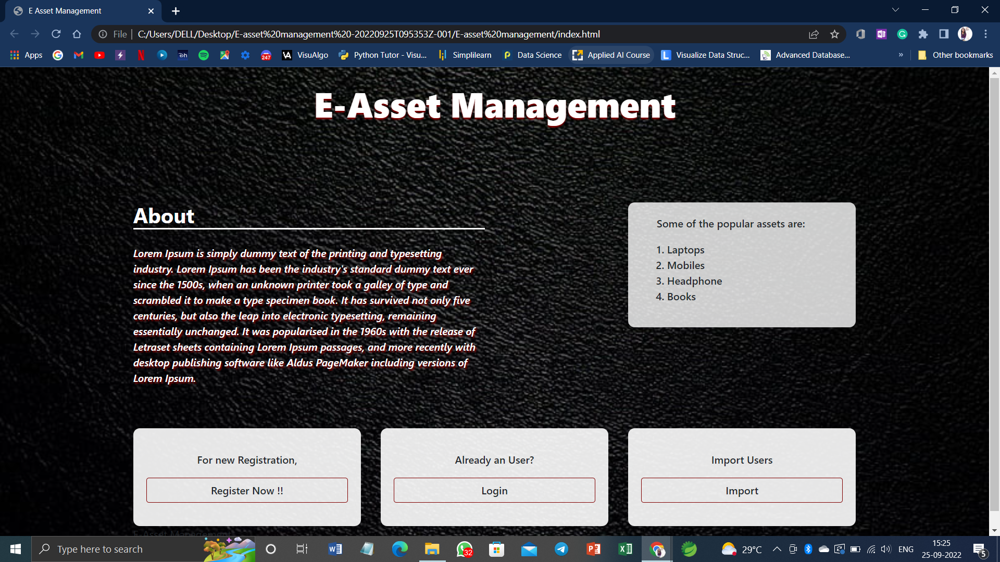 E Asset Management
File
C:/Users/DELL/Desktop/E-asset%20management%20-20220925T095353Z-001/E-asset%20management/index.html
Apps
247
VisuAlgo
Python Tutor - Visu...
Simplilearn
Data Science
Applied AI Course
Visualize Data Struc...
Advanced Database...
»
Other bookmarks
E-Asset Management
About
Lorem Ipsum is simply dummy text of the printing and typesetting
industry. Lorem Ipsum has been the industry's standard dummy text ever
since the 1500s, when an unknown printer took a galley of type and
scrambled it to make a type specimen book. It has survived not only five
centuries, but also the leap into electronic typesetting, remaining
essentially unchanged. It was popularised in the 1960s with the release of
Letraset sheets containing Lorem Ipsum passages, and more recently with
desktop publishing software like Aldus PageMaker including versions of
Lorem Ipsum.
Some of the popular assets are:
1. Laptops
2. Mobiles
3. Headphone
4. Books
For new Registration,
Register Now !!
Already an User?
Login
Import Users
Import
E-Asset Management
Type here to search
32
29°C
ENG
15:25
25-09-2022
5